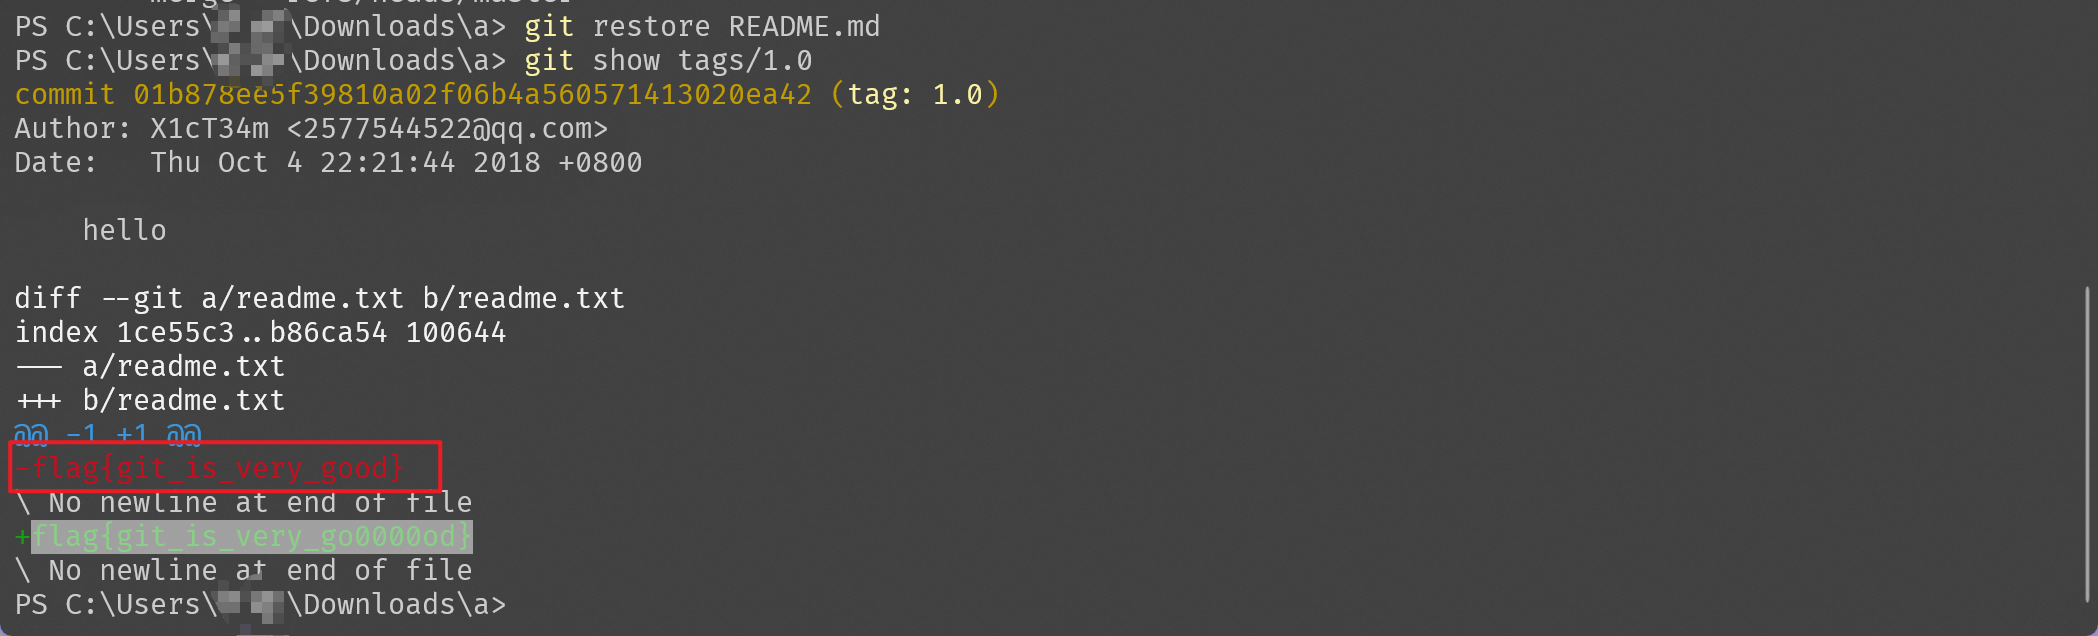 PS C:\Users\ \Downloads\a> git restore README.md
PS C:\Users\ \Downloads\a> git show tags/1.0
commit 01b878ee5f39810a02f06b4a560571413020ea42 (tag: 1.0)
Author: X1cT34m <2577544522@qq.com>
Date:   Thu Oct 4 22:21:44 2018 +0800
    hello
diff --git a/readme.txt b/readme.txt
index 1ce55c3..b86ca54 100644
--- a/readme.txt
+++ b/readme.txt
@@ -1 +1 @@
-flag{git_is_very_good}
\ No newline at end of file
+flag{git_is_very_go0000od}
\ No newline at end of file
PS C:\Users\ \Downloads\a>